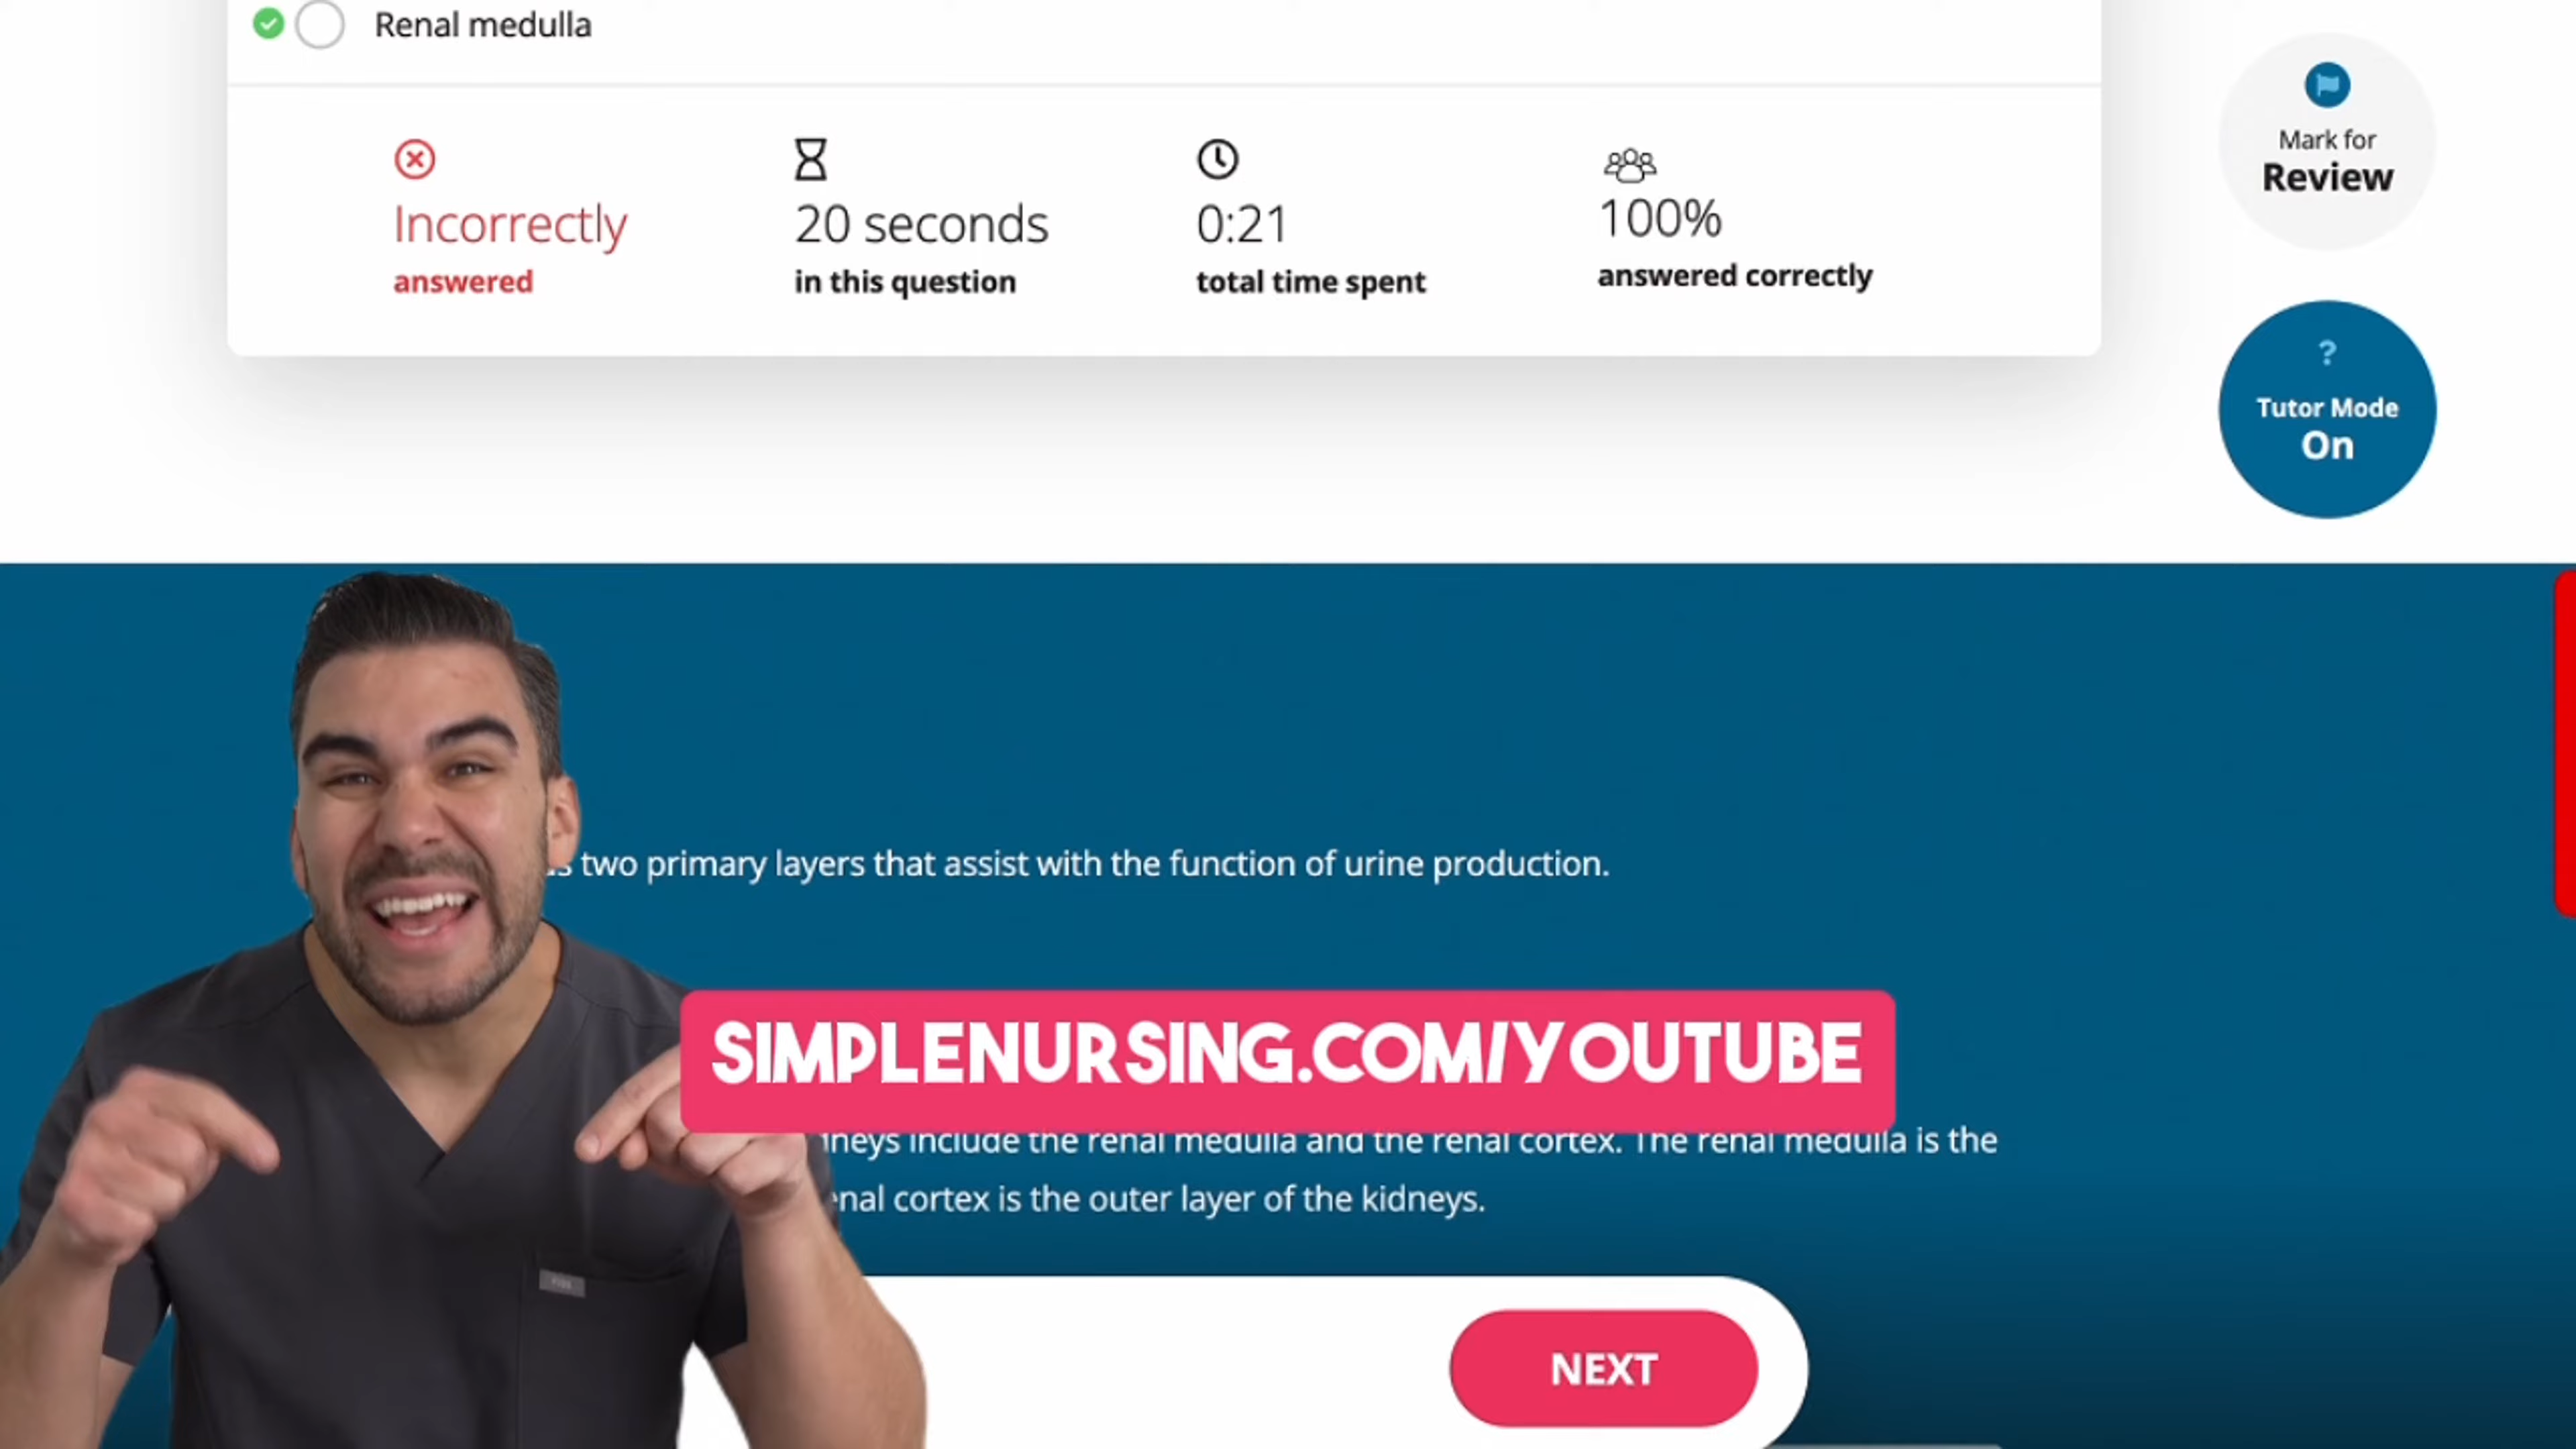 Renal medulla
Mark for
Review
Incorrectly
answered
20 seconds
in this question
0:21
total time spent
100%
answered correctly
?
Tutor Mode
On
two primary layers that assist with the function of urine production.
SIMPLENURSING.COM/YOUTUBE
include the renal medulla and the renal cortex. The renal medulla is the
cortex is the outer layer of the kidneys.
NEXT